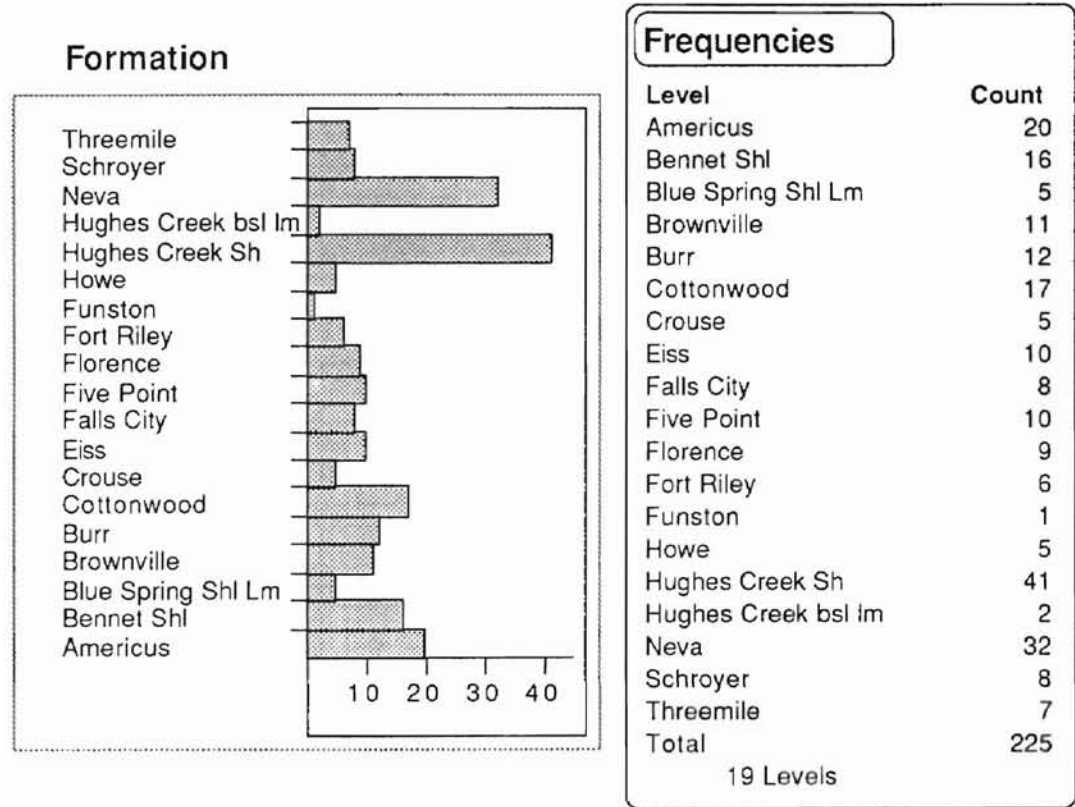 Formation
Threemile
Schroyer
Neva
Hughes Creek bsl lm
Hughes Creek Sh
Howe
Funston
Fort Riley
Florence
Five Point
Falls City
Eiss
Crouse
Cottonwood
Burr
Brownville
Blue Spring Shl Lm
Bennet Shl
Americus
10 20 30 40
Frequencies
Level Count
Americus 20
Bennet Shl 16
Blue Spring Shl Lm 5
Brownville 11
Burr 12
Cottonwood 17
Crouse 5
Eiss 10
Falls City 8
Five Point 10
Florence 9
Fort Riley 6
Funston 1
Howe 5
Hughes Creek Sh 41
Hughes Creek bsl lm 2
Neva 32
Schroyer 8
Threemile 7
Total 225
19 Levels